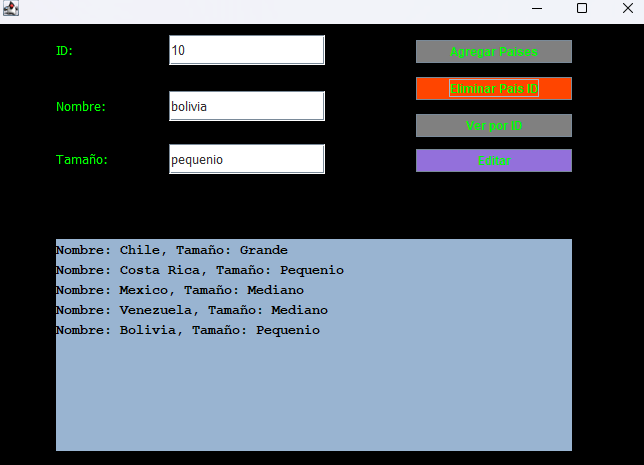 ID:
10
Agregar Paises
Eliminar Pais ID
Nombre:
bolivia
Ver por ID
Tamaño:
pequenio
Editar
Nombre: Chile, Tamaño: Grande
Nombre: Costa Rica, Tamaño: Pequenio
Nombre: Mexico, Tamaño: Mediano
Nombre: Venezuela, Tamaño: Mediano
Nombre: Bolivia, Tamaño: Pequenio